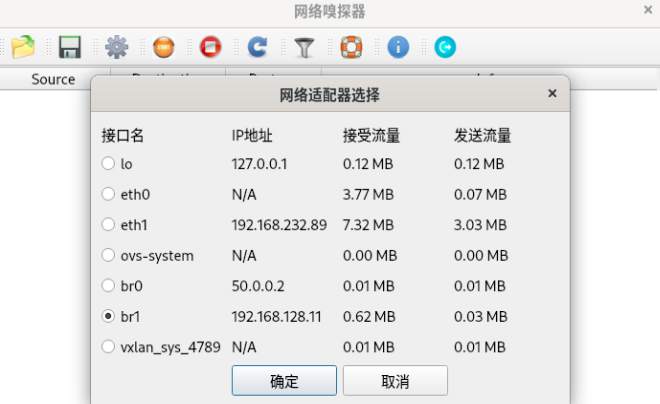 网络嗅探器
Source
网络适配器选择
接口名 IP地址 接受流量 发送流量
lo 127.0.0.1 0.12 MB 0.12 MB
eth0 N/A 3.77 MB 0.07 MB
eth1 192.168.232.89 7.32 MB 3.03 MB
ovs-system N/A 0.00 MB 0.00 MB
br0 50.0.0.2 0.01 MB 0.01 MB
br1 192.168.128.11 0.62 MB 0.03 MB
vxlan_sys_4789 N/A 0.01 MB 0.01 MB
确定 取消